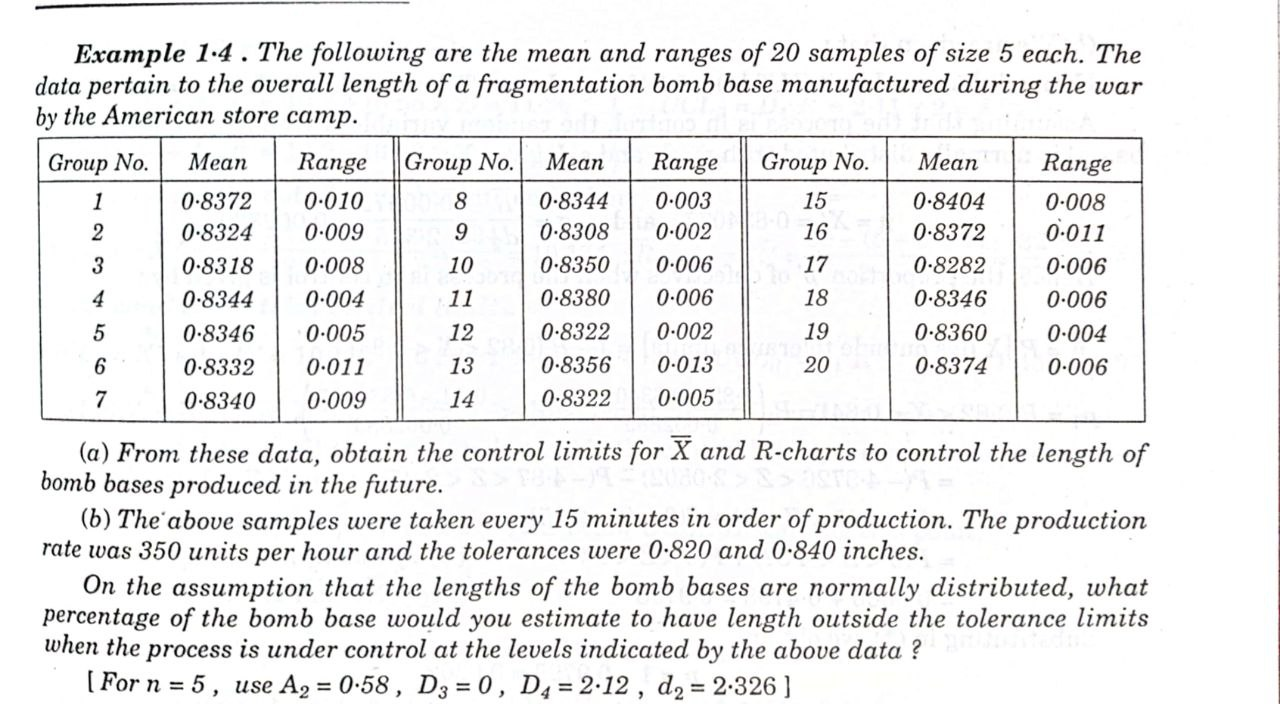 Example 1·4 . The following are the mean and ranges of 20 samples of size 5 each. The
data pertain to the overall length of a fragmentation bomb base manufactured during the war
by the American store camp.
Group No. Mean Range Group No. Mean Range Group No. Mean Range
1 0·8372 0·010 8 0·8344 0·003 15 0·8404 0·008
2 0·8324 0·009 9 0·8308 0·002 16 0·8372 0·011
3 0·8318 0·008 10 0·8350 0·006 17 0·8282 0·006
4 0·8344 0·004 11 0·8380 0·006 18 0·8346 0·006
5 0·8346 0·005 12 0·8322 0·002 19 0·8360 0·004
6 0·8332 0·011 13 0·8356 0·013 20 0·8374 0·006
7 0·8340 0·009 14 0·8322 0·005
(a) From these data, obtain the control limits for X̅ and R-charts to control the length of
bomb bases produced in the future.
(b) The above samples were taken every 15 minutes in order of production. The production
rate was 350 units per hour and the tolerances were 0·820 and 0·840 inches.
On the assumption that the lengths of the bomb bases are normally distributed, what
percentage of the bomb base would you estimate to have length outside the tolerance limits
when the process is under control at the levels indicated by the above data ?
[ For n = 5 , use A₂ = 0·58 , D₃ = 0 , D₄ = 2·12 , d₂ = 2·326 ]